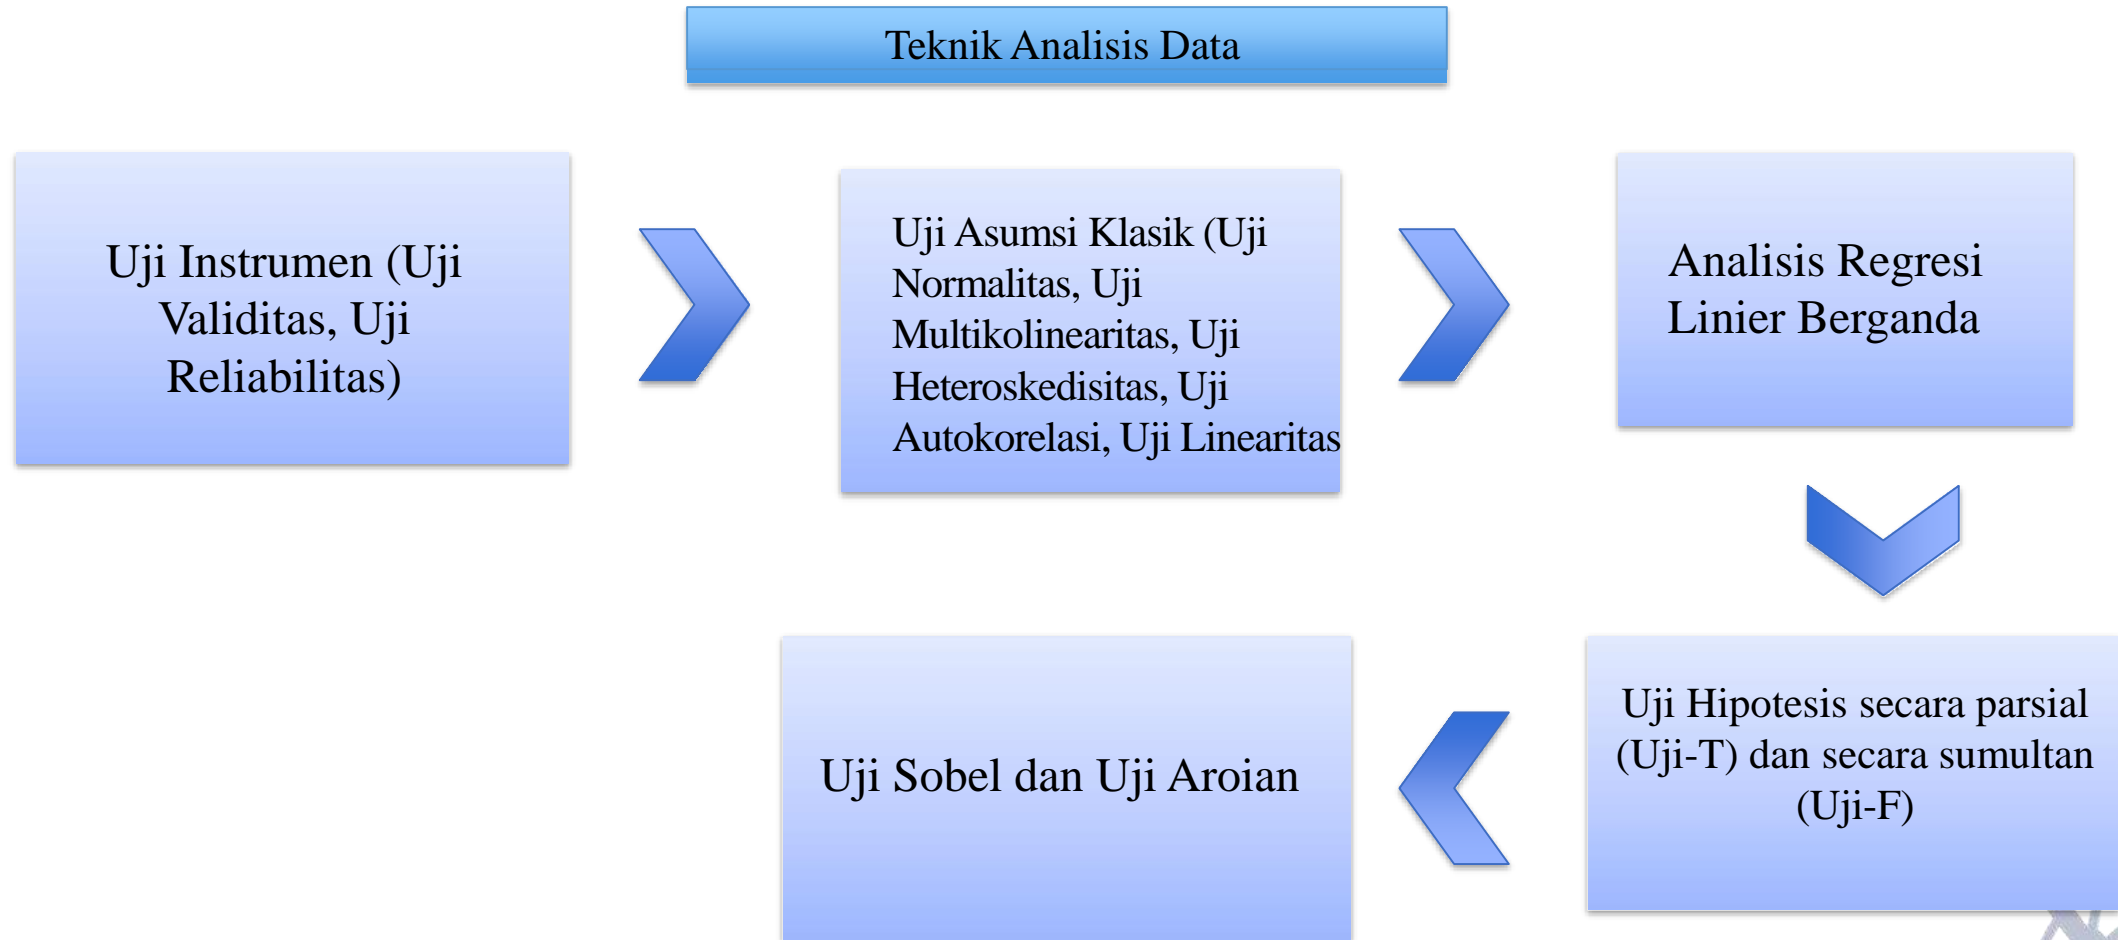 Teknik Analisis Data
Uji Instrumen (Uji
Validitas, Uji
Reliabilitas)
Uji Asumsi Klasik (Uji
Normalitas, Uji
Multikolinearitas, Uji
Heteroskedisitas, Uji
Autokorelasi, Uji Linearitas
Analisis Regresi
Linier Berganda
Uji Hipotesis secara parsial
(Uji-T) dan secara sumultan
(Uji-F)
Uji Sobel dan Uji Aroian